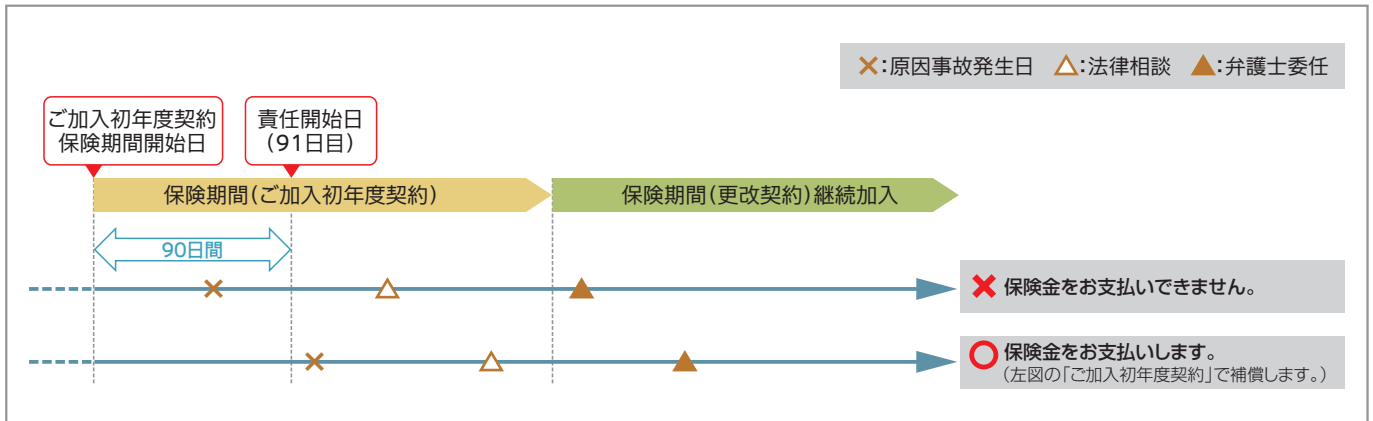 ×:原因事故発生日 △:法律相談 ▲:弁護士委任
ご加入初年度契約
保険期間開始日
責任開始日
(91日目)
保険期間(ご加入初年度契約)
保険期間(更改契約)継続加入
90日間
保険金をお支払いできません。
保険金をお支払いします。
(左図の「ご加入初年度契約」で補償します。)